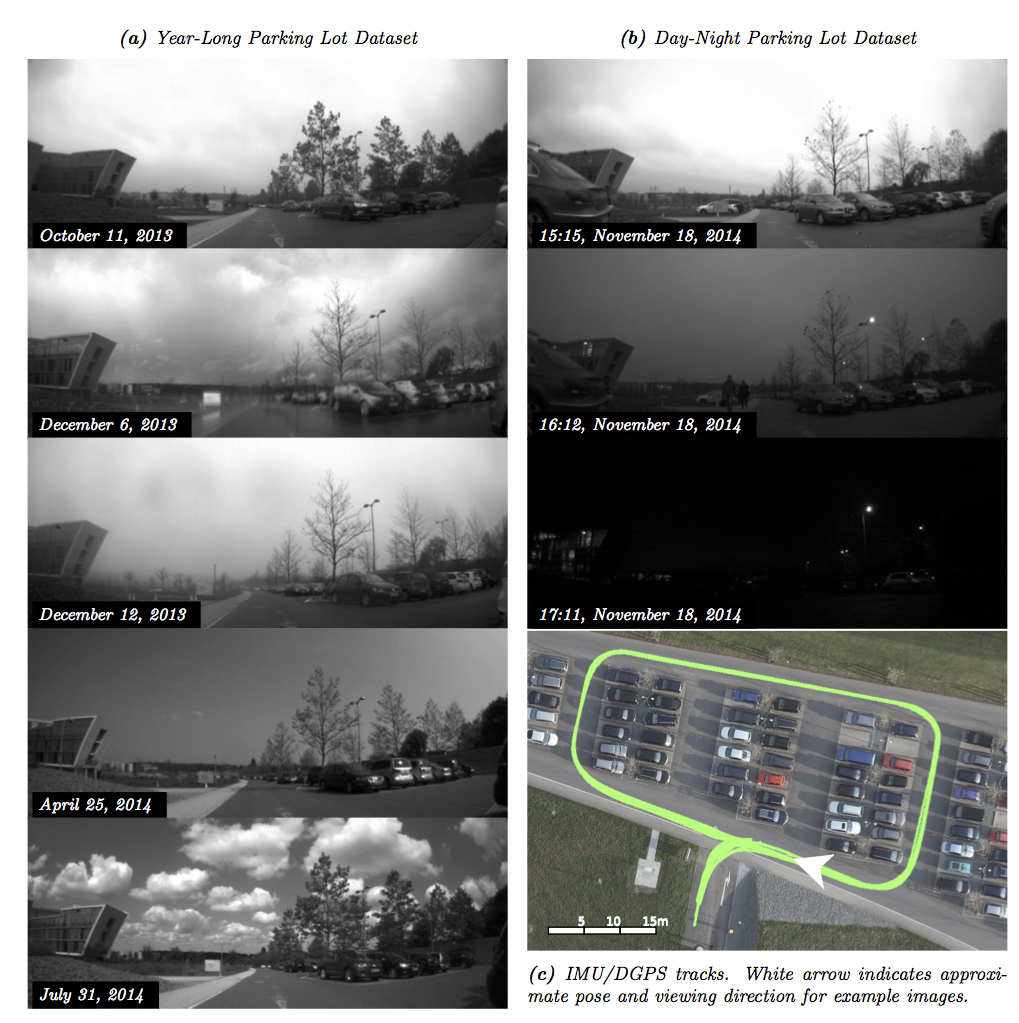 (a) Year-Long Parking Lot Dataset
October 11, 2013
December 6, 2013
December 12, 2013
April 25, 2014
July 31, 2014
(b) Day-Night Parking Lot Dataset
15:15, November 18, 2014
16:12, November 18, 2014
17:11, November 18, 2014
5 10 15m
(c) IMU/DGPS tracks. White arrow indicates approxi-
mate pose and viewing direction for example images.